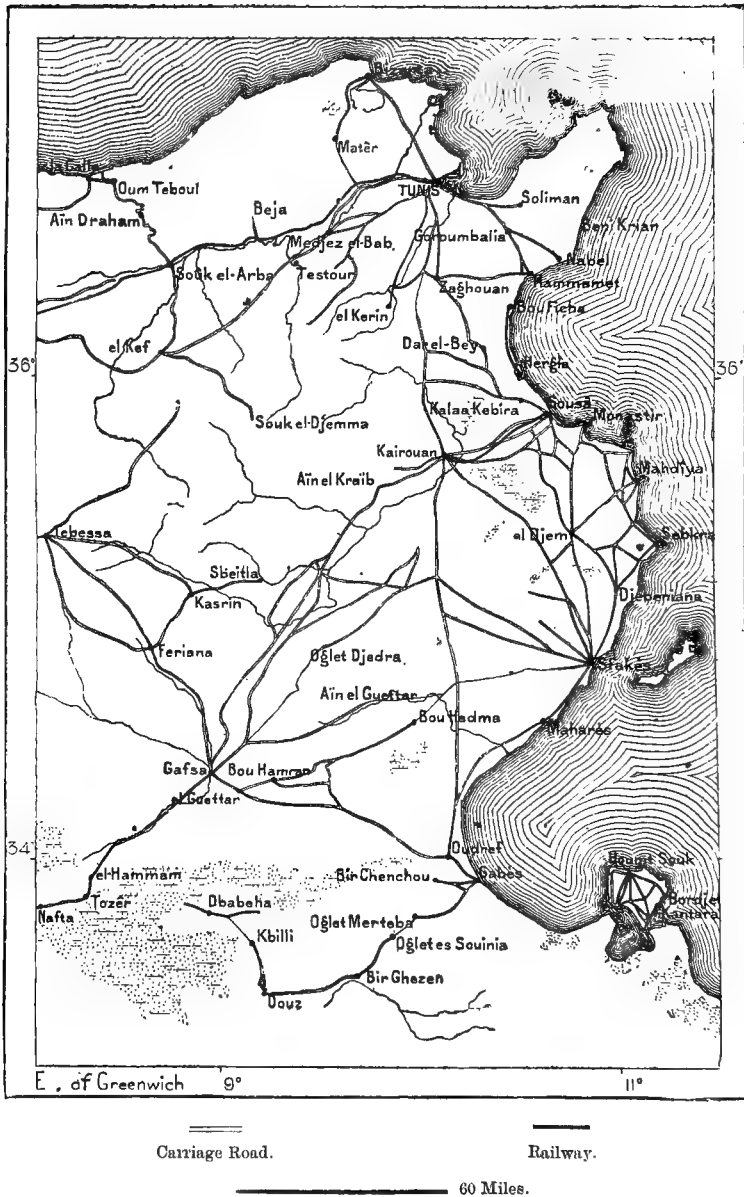 Matèr
la Calle
Oum Teboul
TUNIS
Soliman
Aïn Draham
Beja
Beni Krian
Medjez el-Bab.
Goroumbalia
Nabel
Souk el-Arba
Testour
Zaghouan
Hammamet
el Kerin
Bou Ficha
el Kef
Dar el-Bey
36°
Hergla
36°
Kalaa Kebira
Sousa
Souk el-Djemma
Monastir
Kairouan
Mahdiya
Aïn el Kraïb
Tebessa
el Djem
Sebkra
Sbeitla
Kasrin
Djebeniana
Feriana
Oglet Djedra
Sfakès
Aïn el Guettar
Bou Hedma
Maharès
Gafsa
Bou Hamran
el Guettar
34°
Oudref
Houmt Souk
el Hammam
Bir Chenchou
Gabès
Bordj el
Kantara
Tozer
Nafta
Dbabcha
Oglet Merteba
Kbilli
Oglet es Souinia
Bir Ghezen
Douz
E. of Greenwich
9°
11°
Carriage Road.
Railway.
60 Miles.